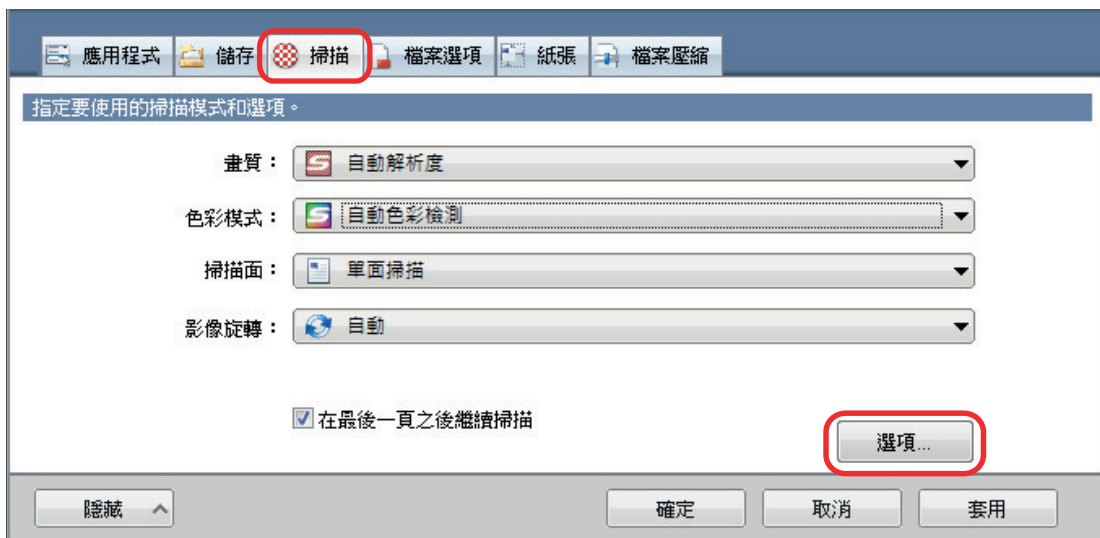 應用程式 儲存 掃描 檔案選項 紙張 檔案壓縮
指定要使用的掃描模式和選項。
畫質： 自動解析度
色彩模式： 自動色彩檢測
掃描面： 單面掃描
影像旋轉： 自動
在最後一頁之後繼續掃描
選項...
隱藏 確定 取消 套用